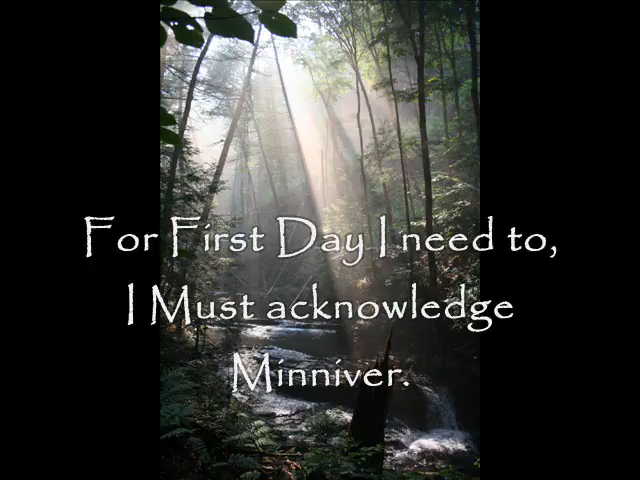 For First Day I need to,
I Must acknowledge
Minniver.